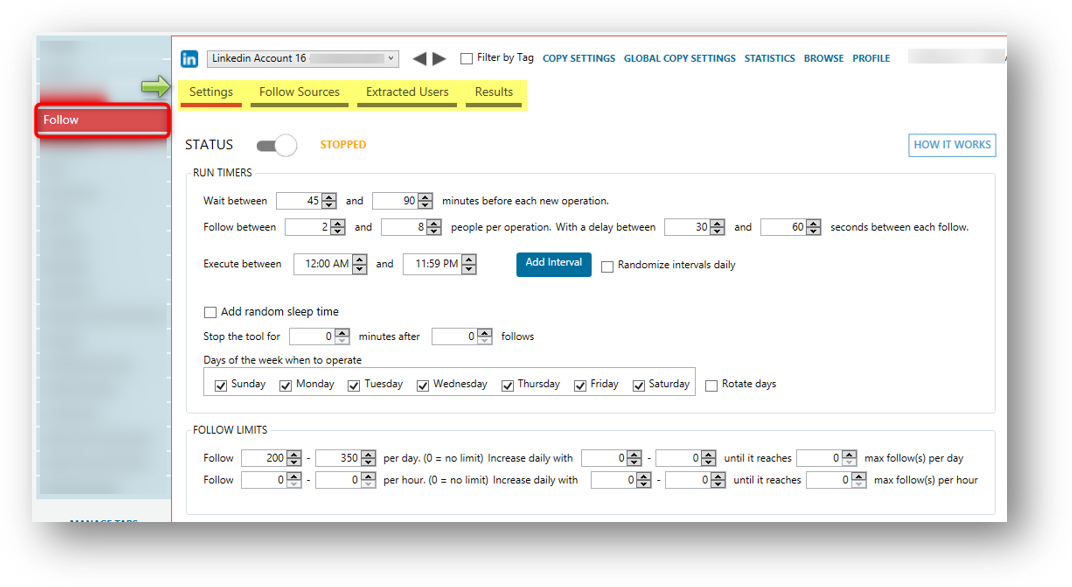 in Linkedin Account 16 Filter by Tag COPY SETTINGS GLOBAL COPY SETTINGS STATISTICS BROWSE PROFILE
Settings Follow Sources Extracted Users Results
Follow
STATUS STOPPED HOW IT WORKS
RUN TIMERS
Wait between 45 and 90 minutes before each new operation.
Follow between 2 and 8 people per operation. With a delay between 30 and 60 seconds between each follow.
Execute between 12:00 AM and 11:59 PM Add Interval Randomize intervals daily
Add random sleep time
Stop the tool for 0 minutes after 0 follows
Days of the week when to operate
Sunday Monday Tuesday Wednesday Thursday Friday Saturday Rotate days
FOLLOW LIMITS
Follow 200 - 350 per day. (0 = no limit) Increase daily with 0 - 0 until it reaches 0 max follow(s) per day
Follow 0 - 0 per hour. (0 = no limit) Increase daily with 0 - 0 until it reaches 0 max follow(s) per hour
MANAGE TABS